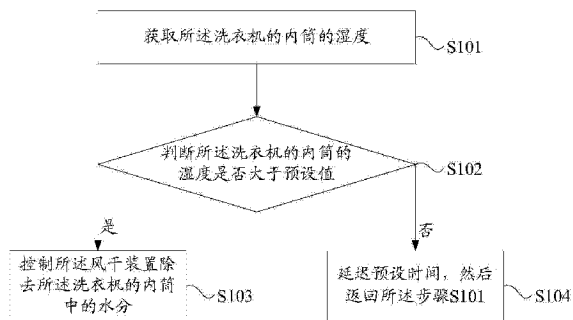 获取所述洗衣机的内筒的湿度
S101
判断所述洗衣机的内筒的
湿度是否大于预设值
S102
是
否
控制所述风干装置除
去所述洗衣机的内筒
中的水分
S103
延迟预设时间，然后
返回所述步骤S101
S104